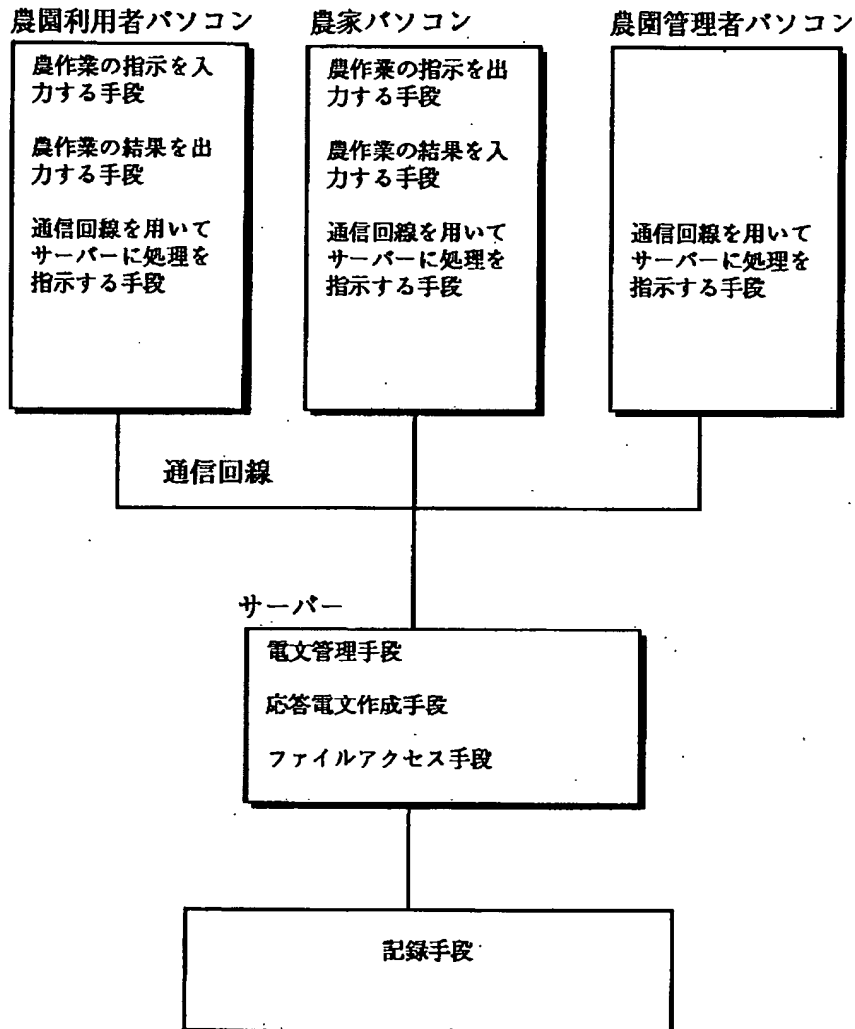 農園利用者パソコン
農家パソコン
農園管理者パソコン
農作業の指示を入
力する手段
農作業の結果を出
力する手段
通信回線を用いて
サーバーに処理を
指示する手段
農作業の指示を出
力する手段
農作業の結果を入
力する手段
通信回線を用いて
サーバーに処理を
指示する手段
通信回線を用いて
サーバーに処理を
指示する手段
通信回線
サーバー
電文管理手段
応答電文作成手段
ファイルアクセス手段
記録手段